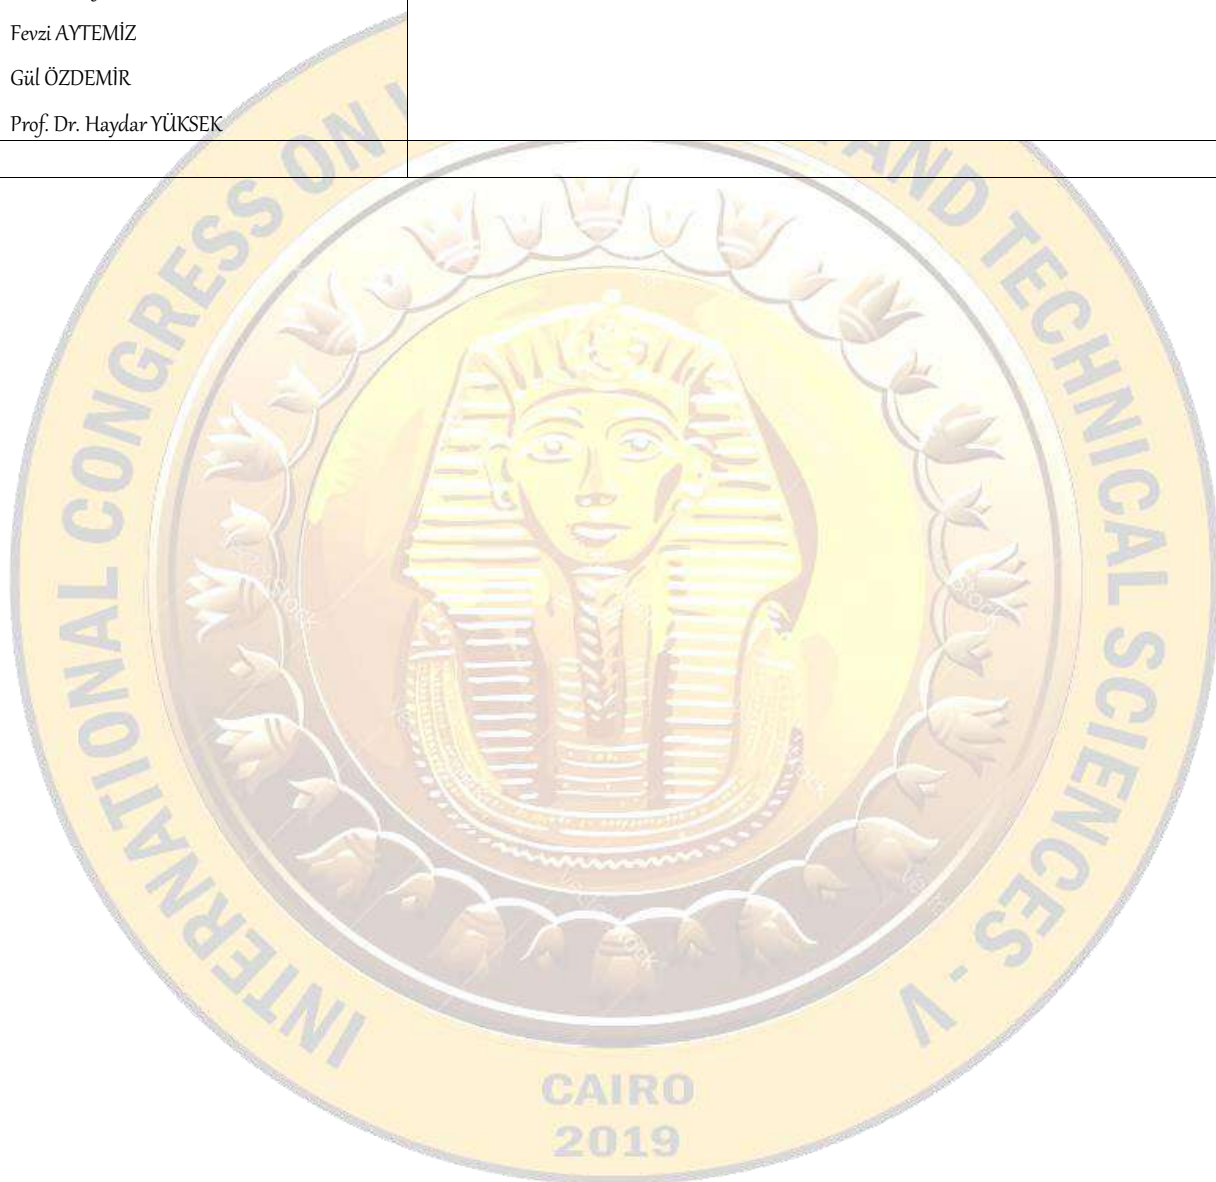 Fevzi AYTEMİZ
Gül ÖZDEMİR
Prof. Dr. Haydar YÜKSEK
INTERNATIONAL CONGRESS ON
AND TECHNICAL SCIENCES - V
CAIRO
2019